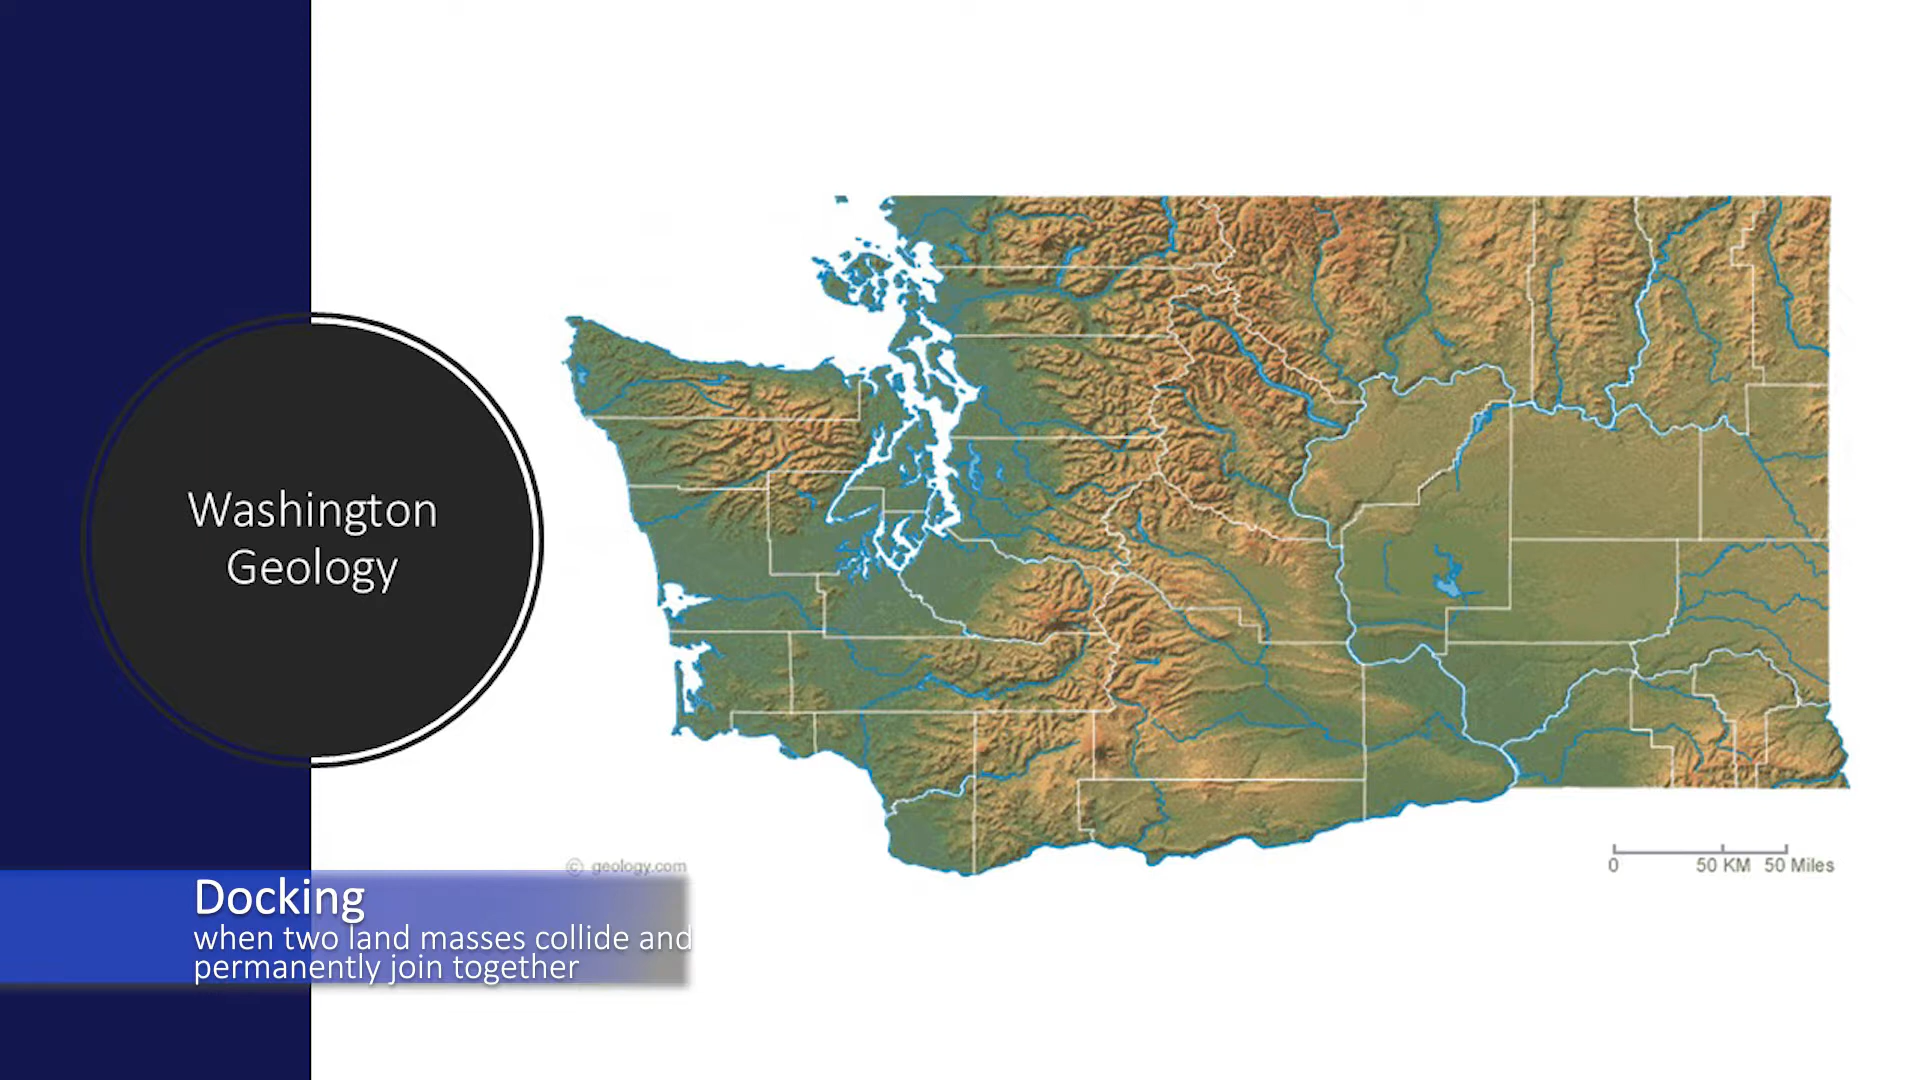 Washington
Geology
© geology.com
0 50 KM 50 Miles
Docking
when two land masses collide and
permanently join together